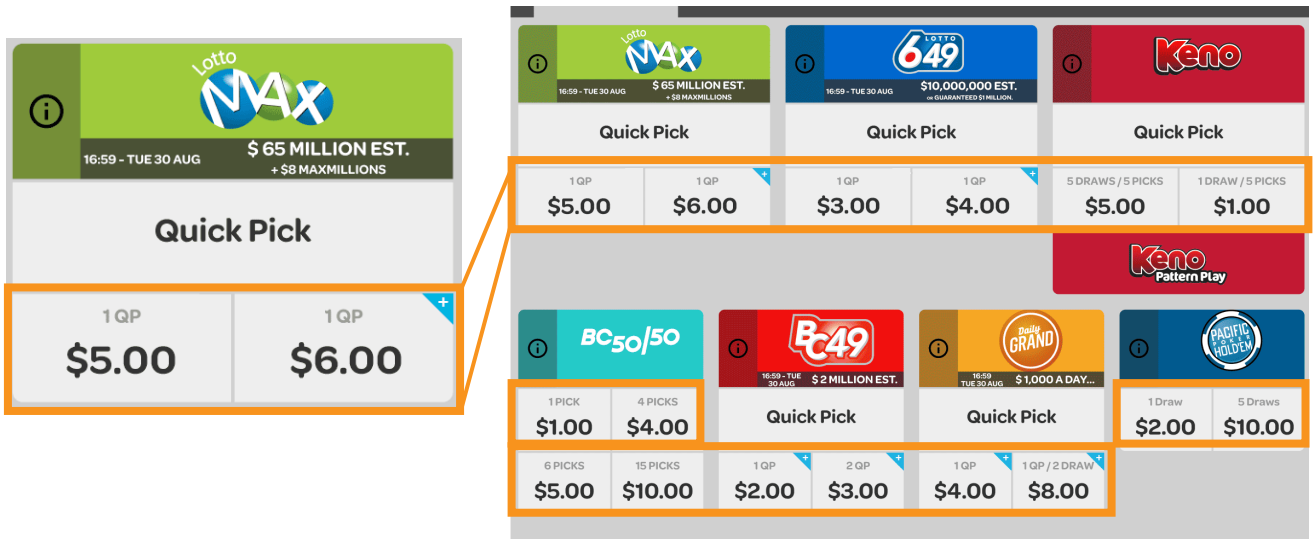 Lotto
MAX
16:59 - TUE 30 AUG
$ 65 MILLION EST.
+ $8 MAXMILLIONS
Quick Pick
1 QP
$5.00
1 QP
+
$6.00
Lotto
MAX
16:59 - TUE 30 AUG
$ 65 MILLION EST.
+ $8 MAXMILLIONS
Quick Pick
1 QP
$5.00
1 QP
+
$6.00
LOTTO
649
16:59 - TUE 30 AUG
$10,000,000 EST.
OR GUARANTEED $1 MILLION.
Quick Pick
1 QP
$3.00
1 QP
+
$4.00
Keno
Quick Pick
5 DRAWS / 5 PICKS
$5.00
1 DRAW / 5 PICKS
$1.00
Keno
Pattern Play
BC50/50
1 PICK
$1.00
4 PICKS
$4.00
6 PICKS
$5.00
15 PICKS
$10.00
BC49
16:59 - TUE
30 AUG
$ 2 MILLION EST.
Quick Pick
1 QP
+
$2.00
2 QP
+
$3.00
Daily
GRAND
16:59
TUE 30 AUG
$ 1,000 A DAY...
Quick Pick
1 QP
+
$4.00
1 QP / 2 DRAW
+
$8.00
PACIFIC
POKER
HOLD'EM
1 Draw
$2.00
5 Draws
$10.00